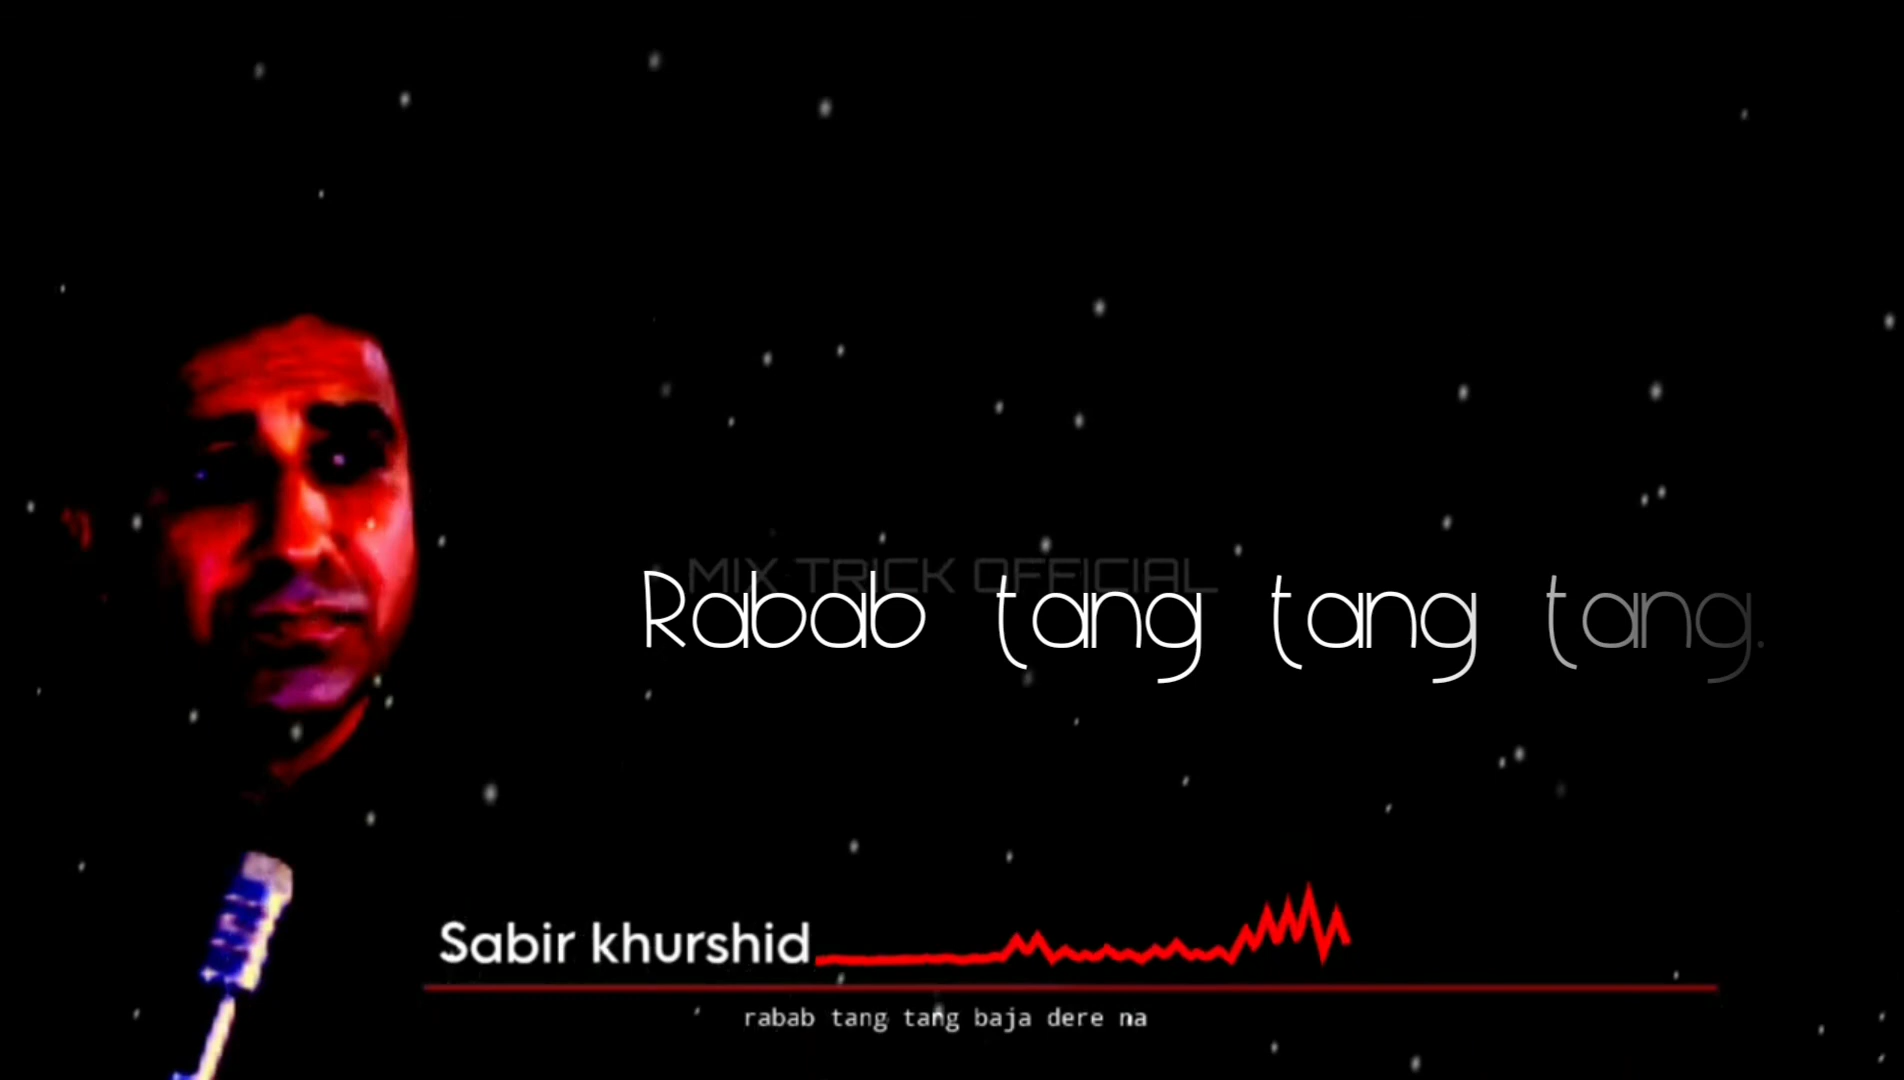 MIX TRICK OFFICIAL
Rabab tang tang tang.
Sabir khurshid
rabab tang tang baja dere na